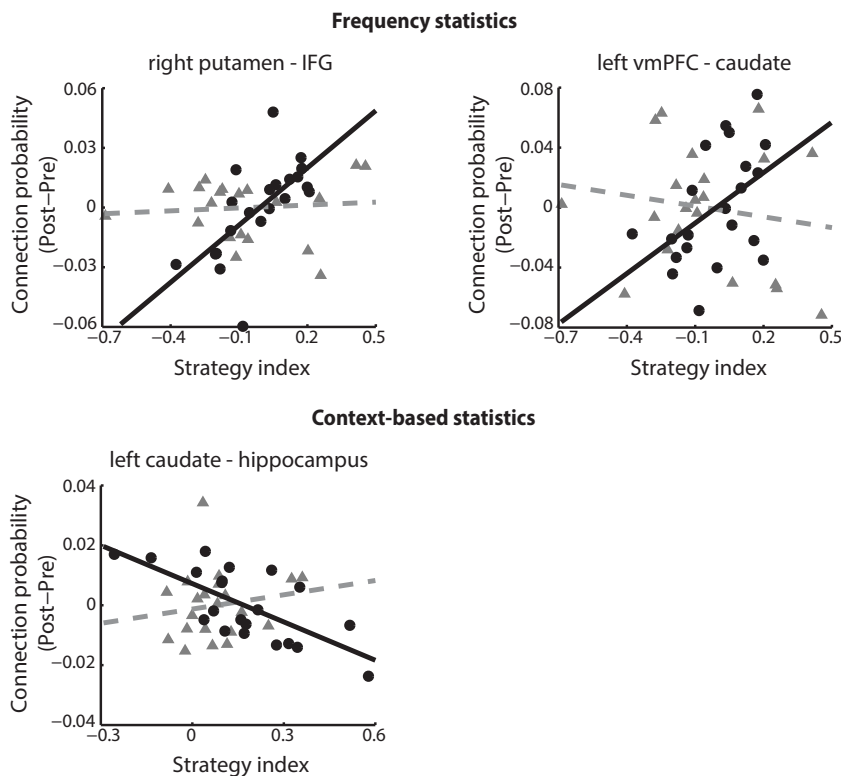 Frequency statistics
right putamen - IFG
left vmPFC - caudate
Connection probability
(Post−Pre)
0.06
0.03
0
−0.03
−0.06
−0.7
−0.4
−0.1
0.2
0.5
Strategy index
Connection probability
(Post−Pre)
0.08
0.04
0
−0.04
−0.08
−0.7
−0.4
−0.1
0.2
0.5
Strategy index
Context-based statistics
left caudate - hippocampus
Connection probability
(Post−Pre)
0.04
0.02
0
−0.02
−0.04
−0.3
0
0.3
0.6
Strategy index